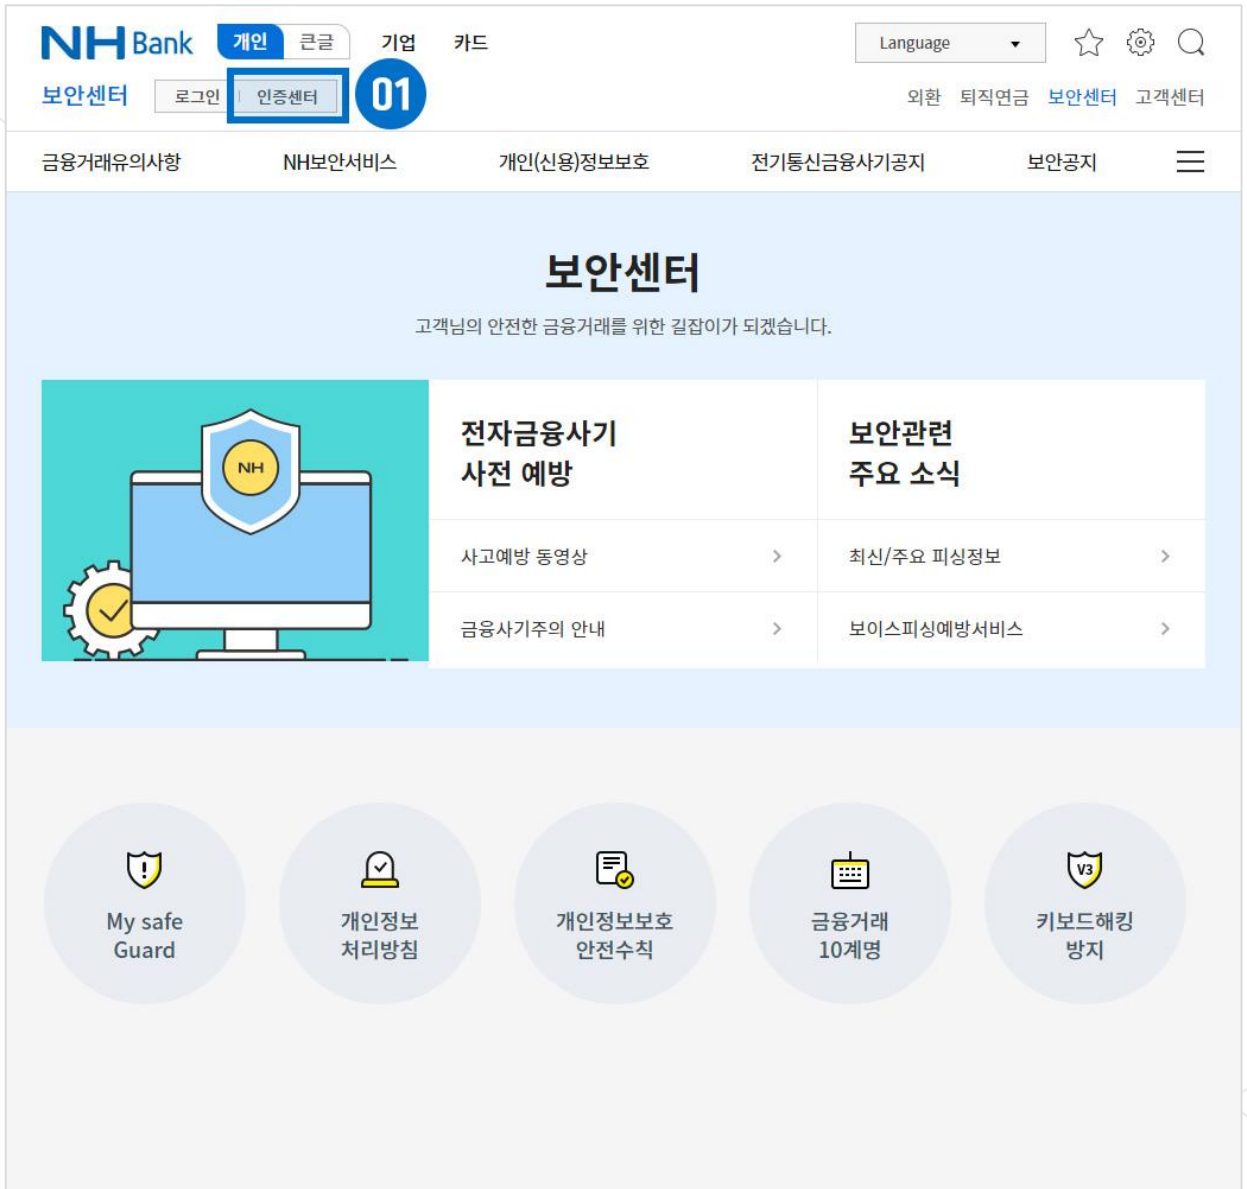 NH Bank 개인 큰글 기업 카드 Language
보안센터 로그인 인증센터 01 외환 퇴직연금 보안센터 고객센터
금융거래유의사항 NH보안서비스 개인(신용)정보보호 전기통신금융사기공지 보안공지
보안센터
고객님의 안전한 금융거래를 위한 길잡이가 되겠습니다.
NH
전자금융사기
사전 예방
사고예방 동영상
금융사기주의 안내
보안관련
주요 소식
최신/주요 피싱정보
보이스피싱예방서비스
My safe
Guard
개인정보
처리방침
개인정보보호
안전수칙
금융거래
10계명
V3
키보드해킹
방지